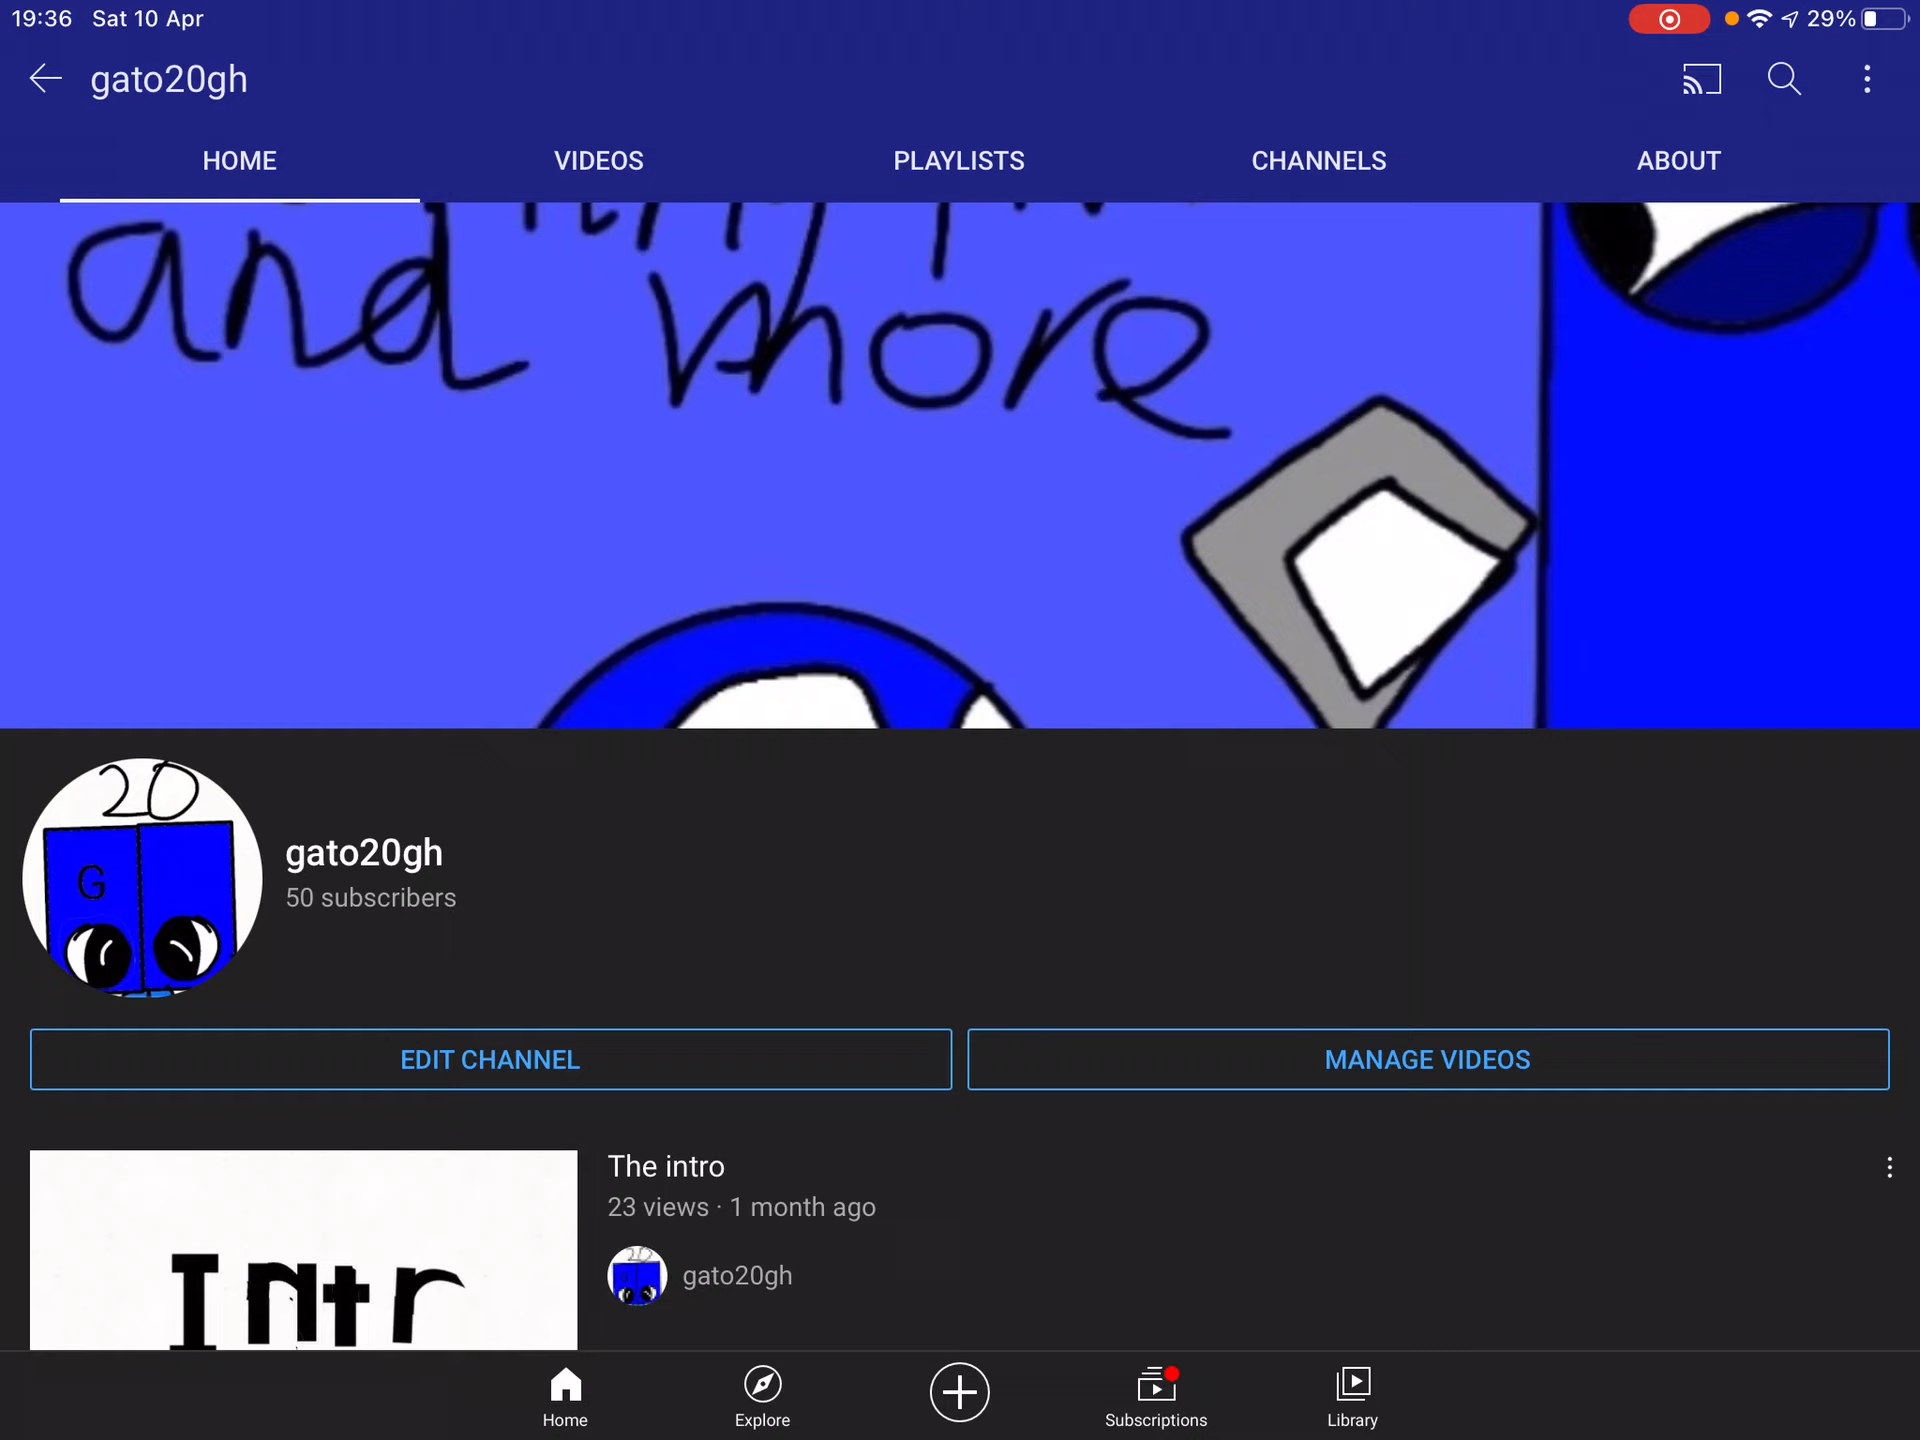 19:36 Sat 10 Apr
29%
gato20gh
HOME VIDEOS PLAYLISTS CHANNELS ABOUT
and more
20
G
gato20gh
50 subscribers
EDIT CHANNEL MANAGE VIDEOS
The intro
23 views · 1 month ago
gato20gh
Intr
Home Explore Subscriptions Library